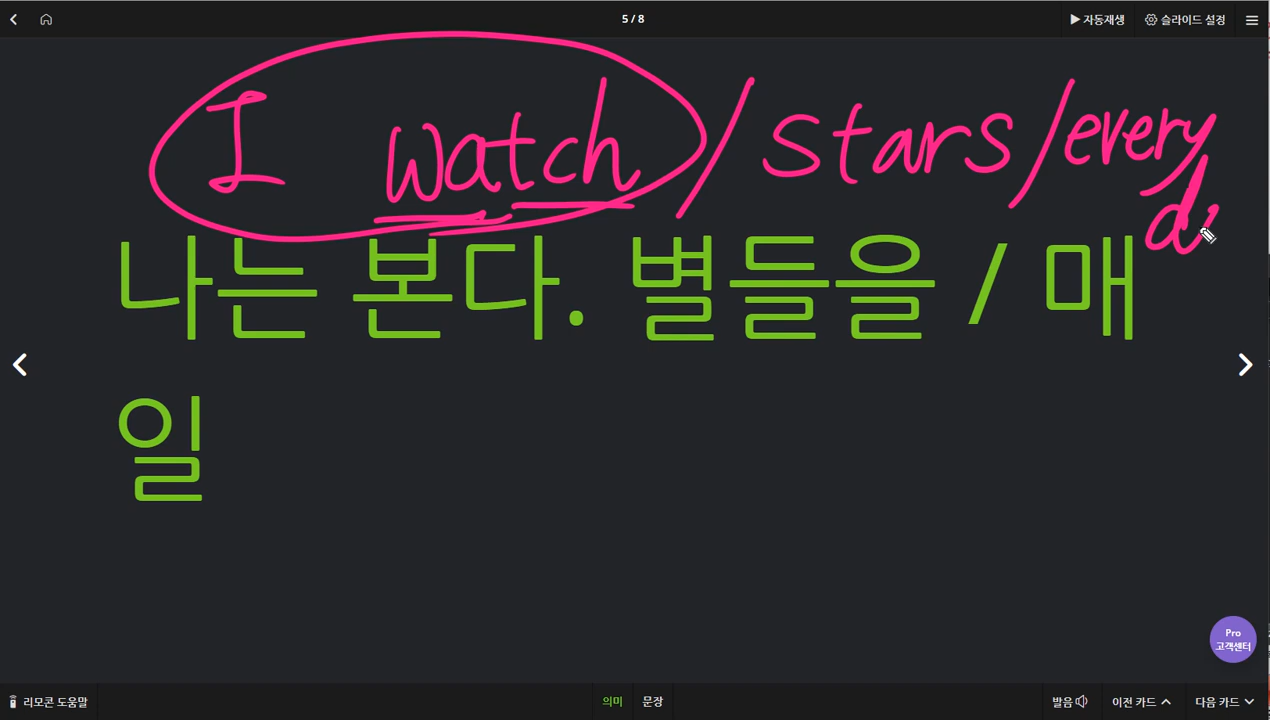 5 / 8
자동재생
슬라이드 설정
I watch / stars / every
d
나는 본다. 별들을 / 매
일
Pro
고객센터
리모콘 도움말
의미
문장
발음
이전 카드
다음 카드